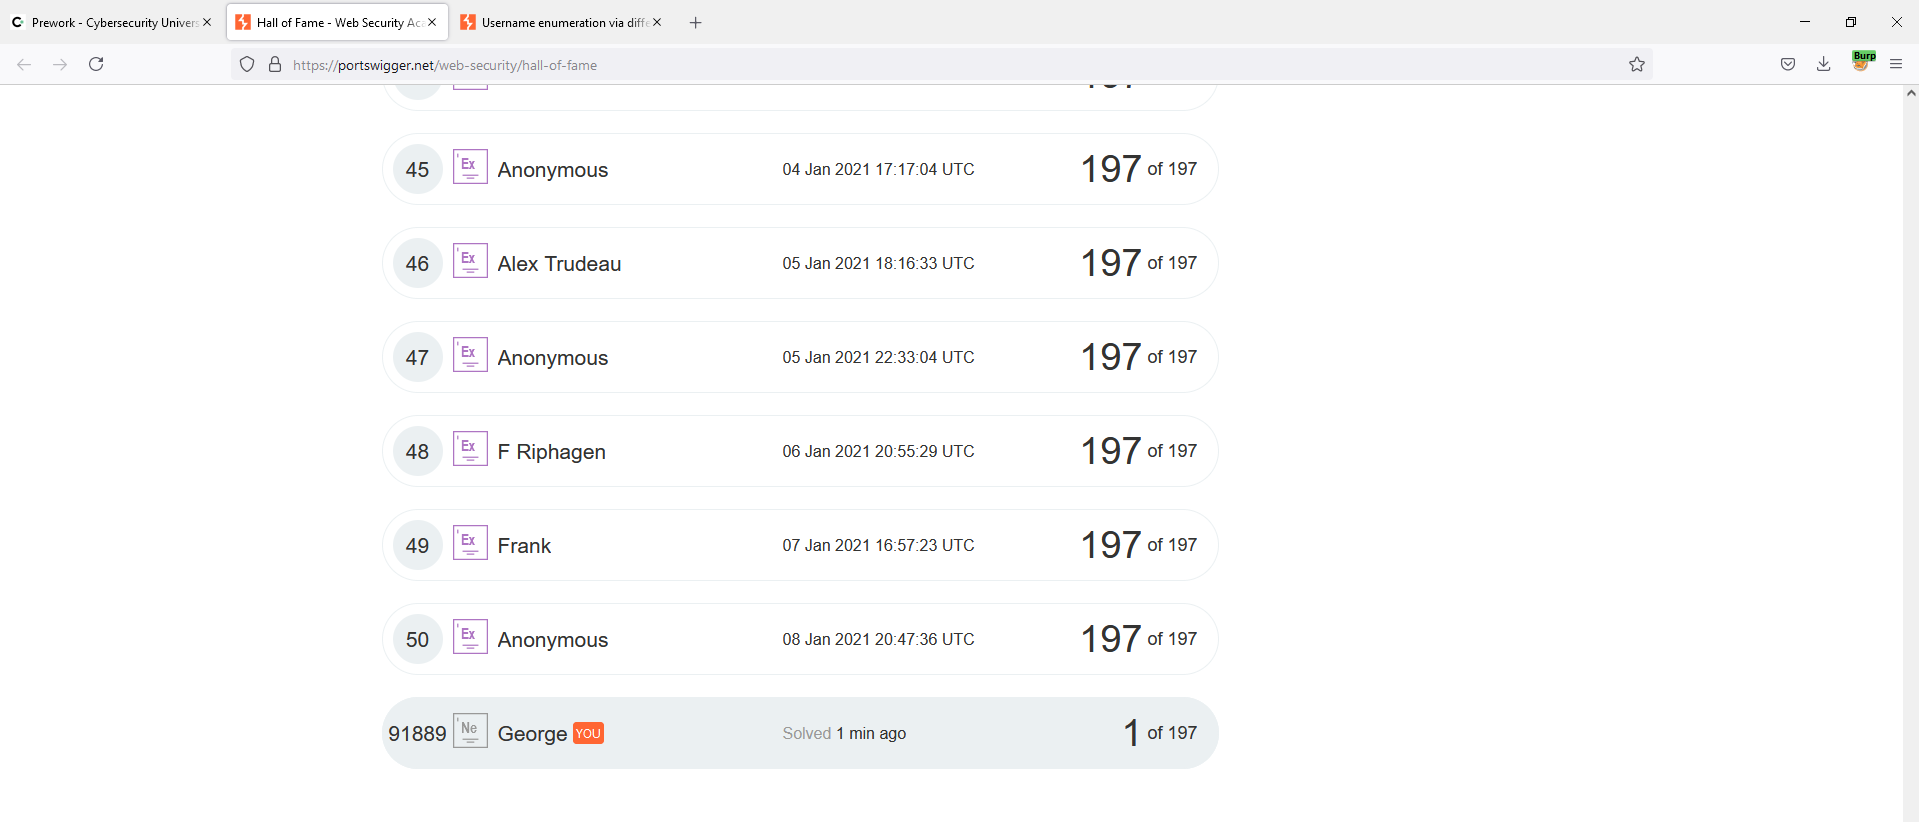 Prework - Cybersecurity Univers
Hall of Fame - Web Security Aca
Username enumeration via diffe
https://portswigger.net/web-security/hall-of-fame
Burp
197
45 Ex Anonymous 04 Jan 2021 17:17:04 UTC 197 of 197
46 Ex Alex Trudeau 05 Jan 2021 18:16:33 UTC 197 of 197
47 Ex Anonymous 05 Jan 2021 22:33:04 UTC 197 of 197
48 Ex F Riphagen 06 Jan 2021 20:55:29 UTC 197 of 197
49 Ex Frank 07 Jan 2021 16:57:23 UTC 197 of 197
50 Ex Anonymous 08 Jan 2021 20:47:36 UTC 197 of 197
91889 Ne George YOU Solved 1 min ago 1 of 197